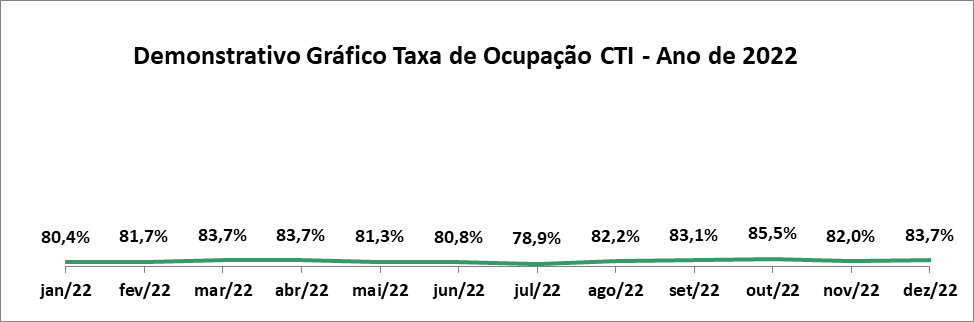 Demonstrativo Gráfico Taxa de Ocupação CTI - Ano de 2022
80,4% 81,7% 83,7% 83,7% 81,3% 80,8% 78,9% 82,2% 83,1% 85,5% 82,0% 83,7%
jan/22 fev/22 mar/22 abr/22 mai/22 jun/22 jul/22 ago/22 set/22 out/22 nov/22 dez/22